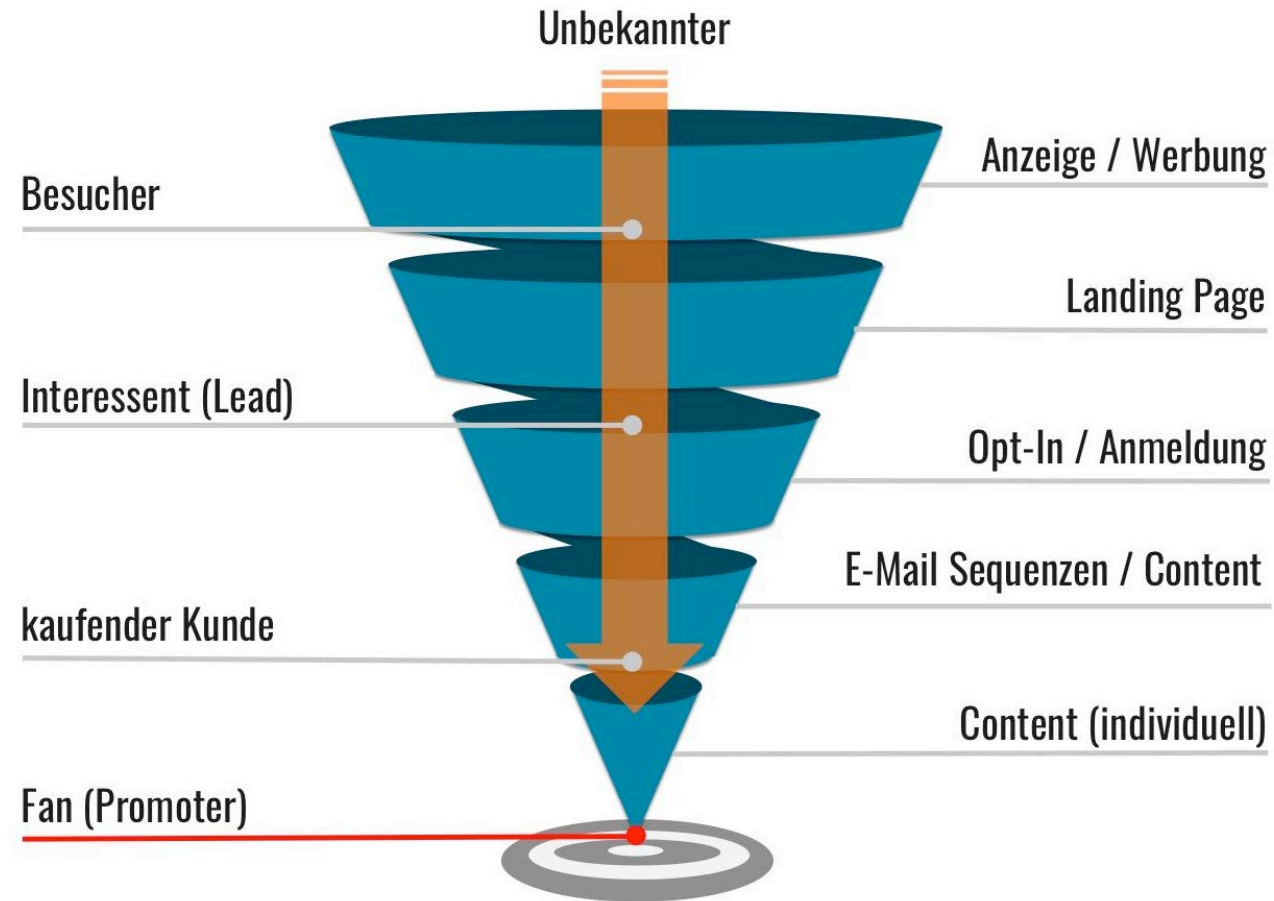 Unbekannter
Anzeige / Werbung
Besucher
Landing Page
Interessent (Lead)
Opt-In / Anmeldung
E-Mail Sequenzen / Content
kaufender Kunde
Content (individuell)
Fan (Promoter)